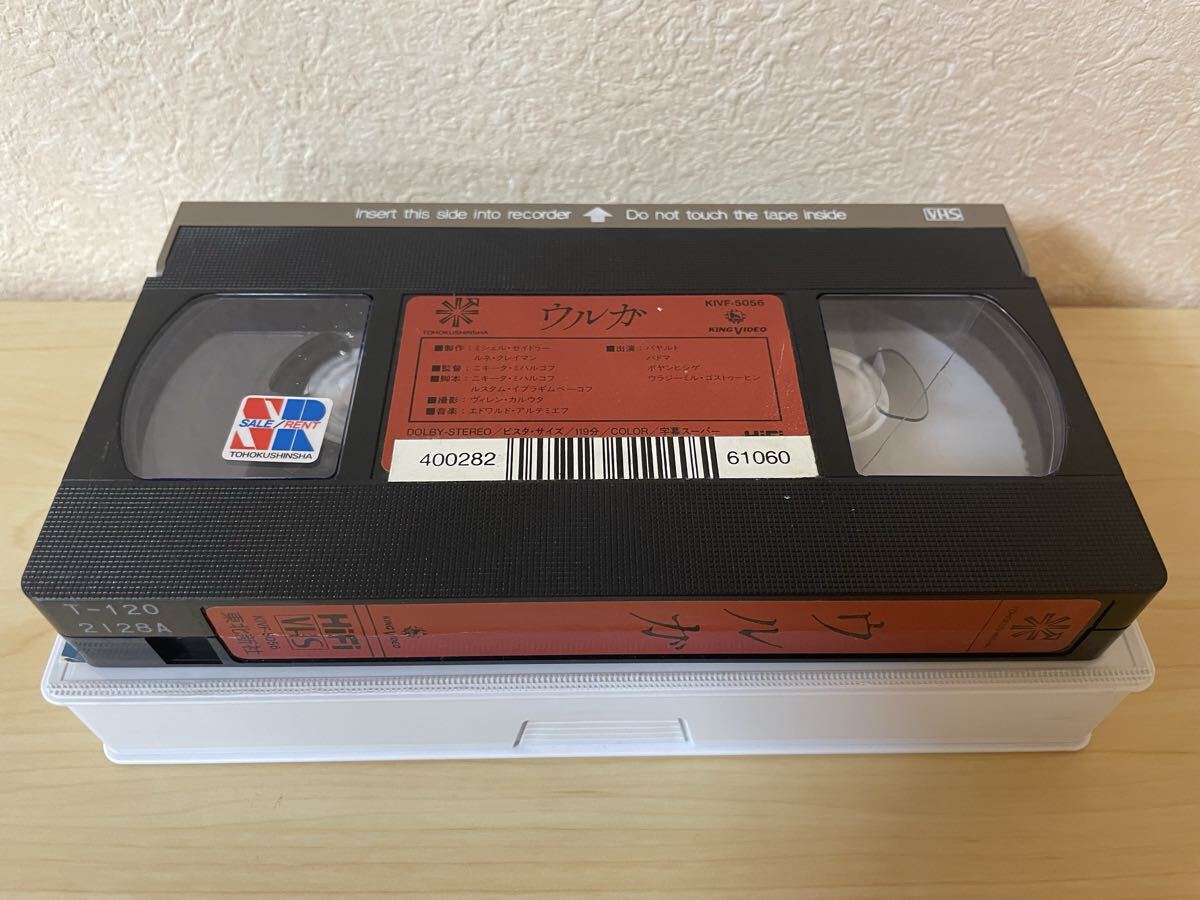 Insert this side into recorder Do not touch the tape inside VHS
TOHOKUSHINSHA
ウルガ
KIVF-5056
KING VIDEO
■製作：ミシェル・セイドゥー
ルネ・クレイマン
■監督：ニキータ・ミハルコフ
■脚本：ニキータ・ミハルコフ
ルスタム・イブラギムベーコフ
■撮影：ヴィレン・カルウタ
■音楽：エドワルド・アルテミエフ
■出演：バヤルト
バドマ
ボヤンヒシゲ
ウラジーミル・ゴストゥーヒン
DOLBY-STEREO／ビスタ・サイズ／119分／COLOR／字幕スーパー
400282 61060
SR
SALE/RENT
TOHOKUSHINSHA
T-120
2128A
ウルガ
KING VIDEO
HiFi
VHS
KIVF-5056
東北新社